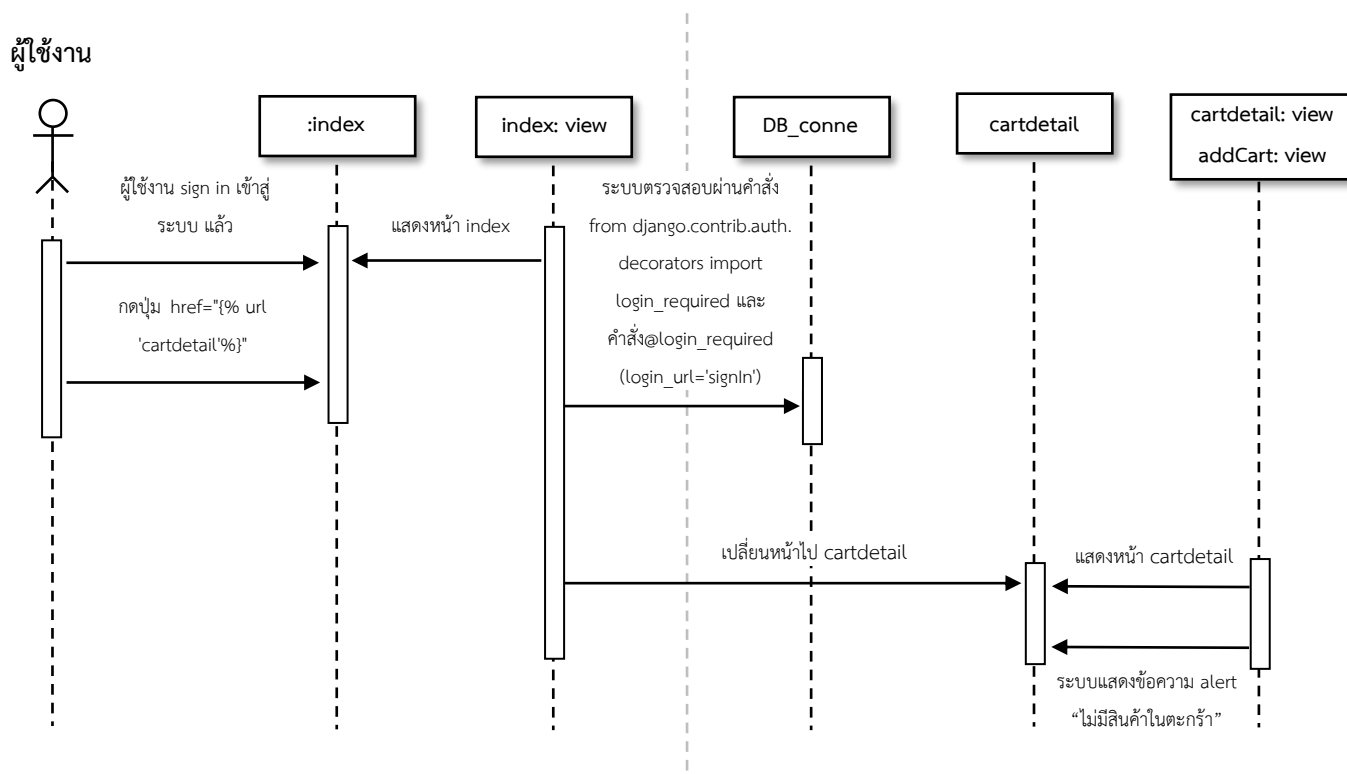 ผู้ใช้งาน
:index
index: view
DB_conne
cartdetail
cartdetail: view
addCart: view
ผู้ใช้งาน sign in เข้าสู่
ระบบ แล้ว
แสดงหน้า index
ระบบตรวจสอบผ่านคำสั่ง
from django.contrib.auth.
decorators import
login_required และ
คำสั่ง@login_required
(login_url='signIn')
กดปุ่ม href="{% url
'cartdetail'%}"
เปลี่ยนหน้าไป cartdetail
แสดงหน้า cartdetail
ระบบแสดงข้อความ alert
“ไม่มีสินค้าในตะกร้า”